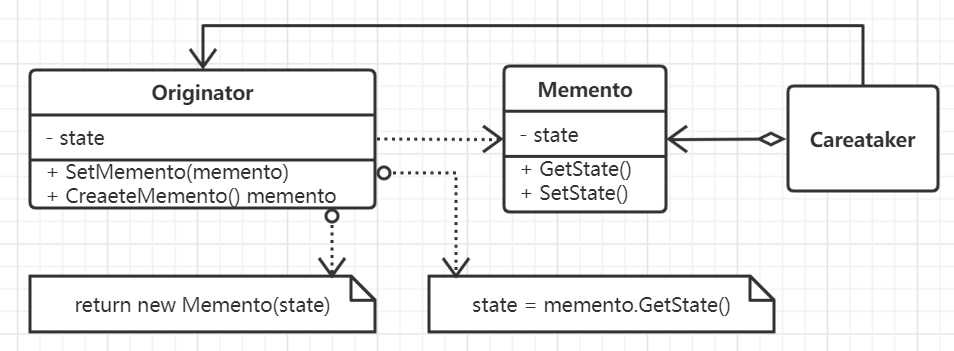 Originator
- state
+ SetMemento(memento)
+ CreaeteMemento() memento
Memento
- state
+ GetState()
+ SetState()
Careataker
return new Memento(state)
state = memento.GetState()